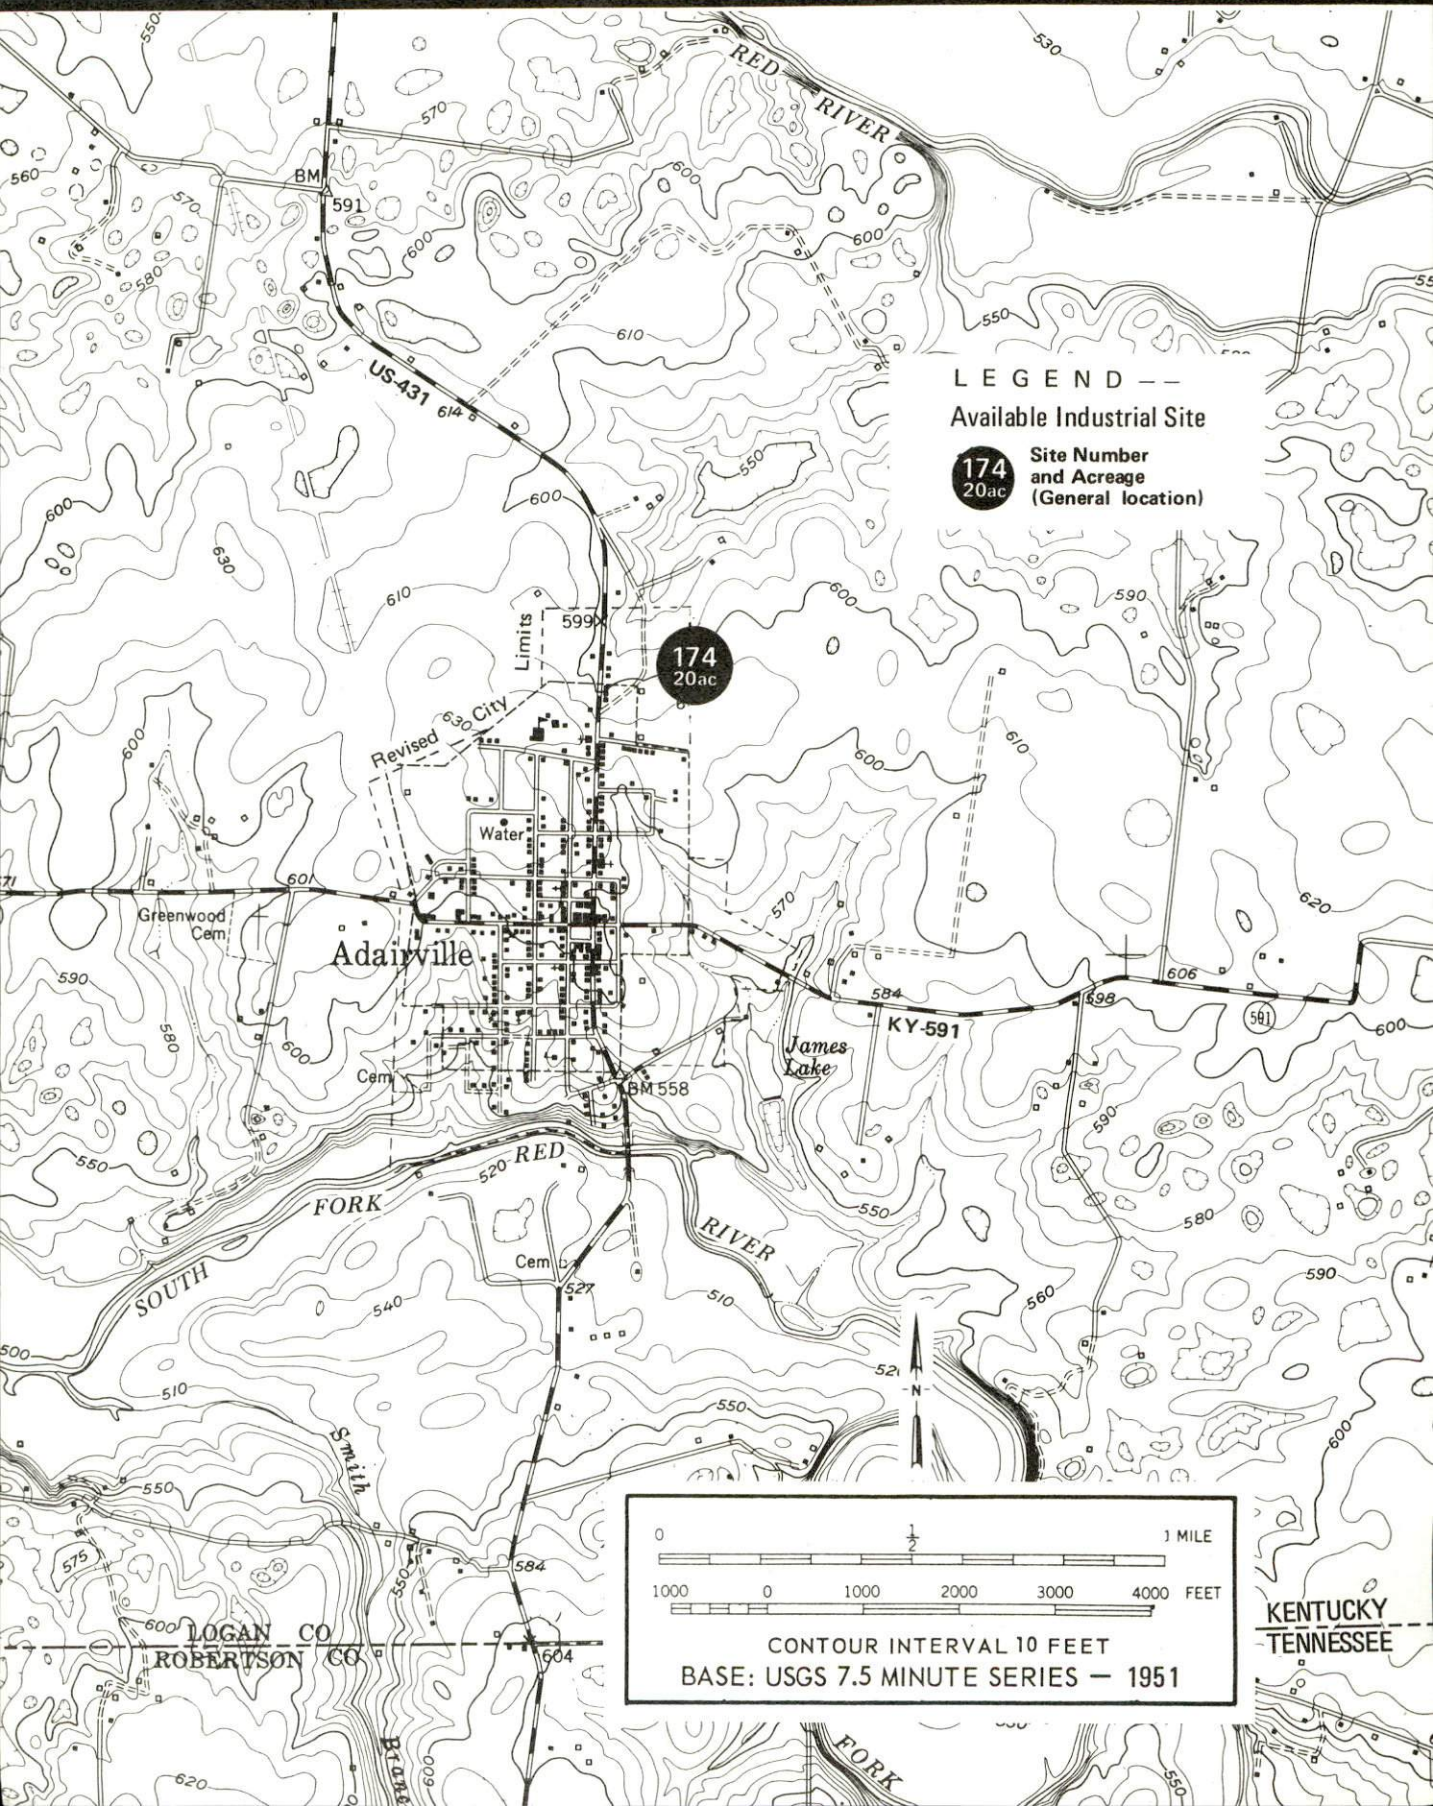 550
RED
RIVER
530
570
560
BM
591
570
600
600
600
580
550
610
US-431
614
LEGEND --
Available Industrial Site
174
20ac
Site Number
and Acreage
(General location)
550
600
600
630
610
600
590
Limits
599
174
20ac
Revised City
630
600
600
610
Water
601
Greenwood
Cem
Adairville
570
620
590
580
600
584
KY-591
598
606
591
600
James
Lake
Cem
BM 558
590
550
520
RED
FORK
RIVER
550
580
SOUTH
Cem
527
540
510
560
590
500
510
N
550
600
Smith
550
575
550
584
600
LOGAN CO
ROBERTSON CO
604
0 1/2 1 MILE
1000 0 1000 2000 3000 4000 FEET
CONTOUR INTERVAL 10 FEET
BASE: USGS 7.5 MINUTE SERIES — 1951
KENTUCKY
TENNESSEE
620
600
FORK
550